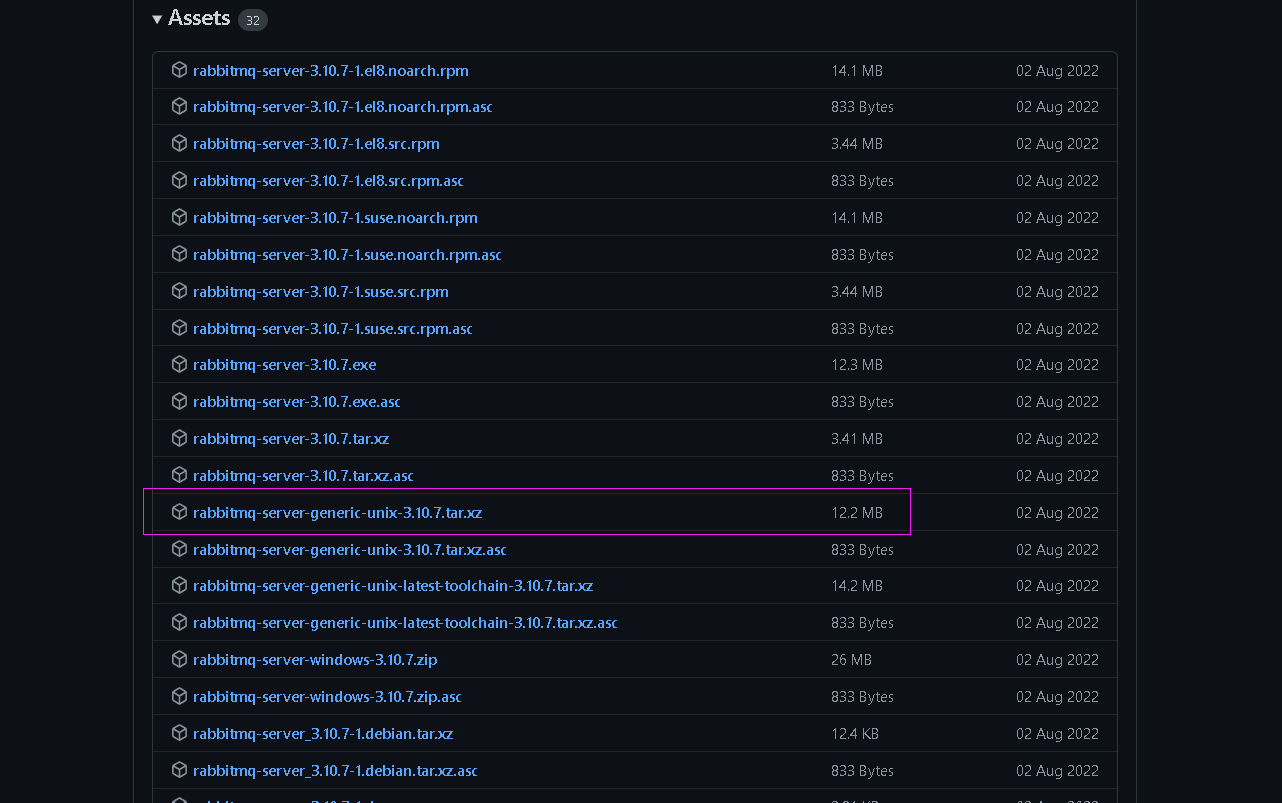 Assets 32
rabbitmq-server-3.10.7-1.el8.noarch.rpm 14.1 MB 02 Aug 2022
rabbitmq-server-3.10.7-1.el8.noarch.rpm.asc 833 Bytes 02 Aug 2022
rabbitmq-server-3.10.7-1.el8.src.rpm 3.44 MB 02 Aug 2022
rabbitmq-server-3.10.7-1.el8.src.rpm.asc 833 Bytes 02 Aug 2022
rabbitmq-server-3.10.7-1.suse.noarch.rpm 14.1 MB 02 Aug 2022
rabbitmq-server-3.10.7-1.suse.noarch.rpm.asc 833 Bytes 02 Aug 2022
rabbitmq-server-3.10.7-1.suse.src.rpm 3.44 MB 02 Aug 2022
rabbitmq-server-3.10.7-1.suse.src.rpm.asc 833 Bytes 02 Aug 2022
rabbitmq-server-3.10.7.exe 12.3 MB 02 Aug 2022
rabbitmq-server-3.10.7.exe.asc 833 Bytes 02 Aug 2022
rabbitmq-server-3.10.7.tar.xz 3.41 MB 02 Aug 2022
rabbitmq-server-3.10.7.tar.xz.asc 833 Bytes 02 Aug 2022
rabbitmq-server-generic-unix-3.10.7.tar.xz 12.2 MB 02 Aug 2022
rabbitmq-server-generic-unix-3.10.7.tar.xz.asc 833 Bytes 02 Aug 2022
rabbitmq-server-generic-unix-latest-toolchain-3.10.7.tar.xz 14.2 MB 02 Aug 2022
rabbitmq-server-generic-unix-latest-toolchain-3.10.7.tar.xz.asc 833 Bytes 02 Aug 2022
rabbitmq-server-windows-3.10.7.zip 26 MB 02 Aug 2022
rabbitmq-server-windows-3.10.7.zip.asc 833 Bytes 02 Aug 2022
rabbitmq-server_3.10.7-1.debian.tar.xz 12.4 KB 02 Aug 2022
rabbitmq-server_3.10.7-1.debian.tar.xz.asc 833 Bytes 02 Aug 2022